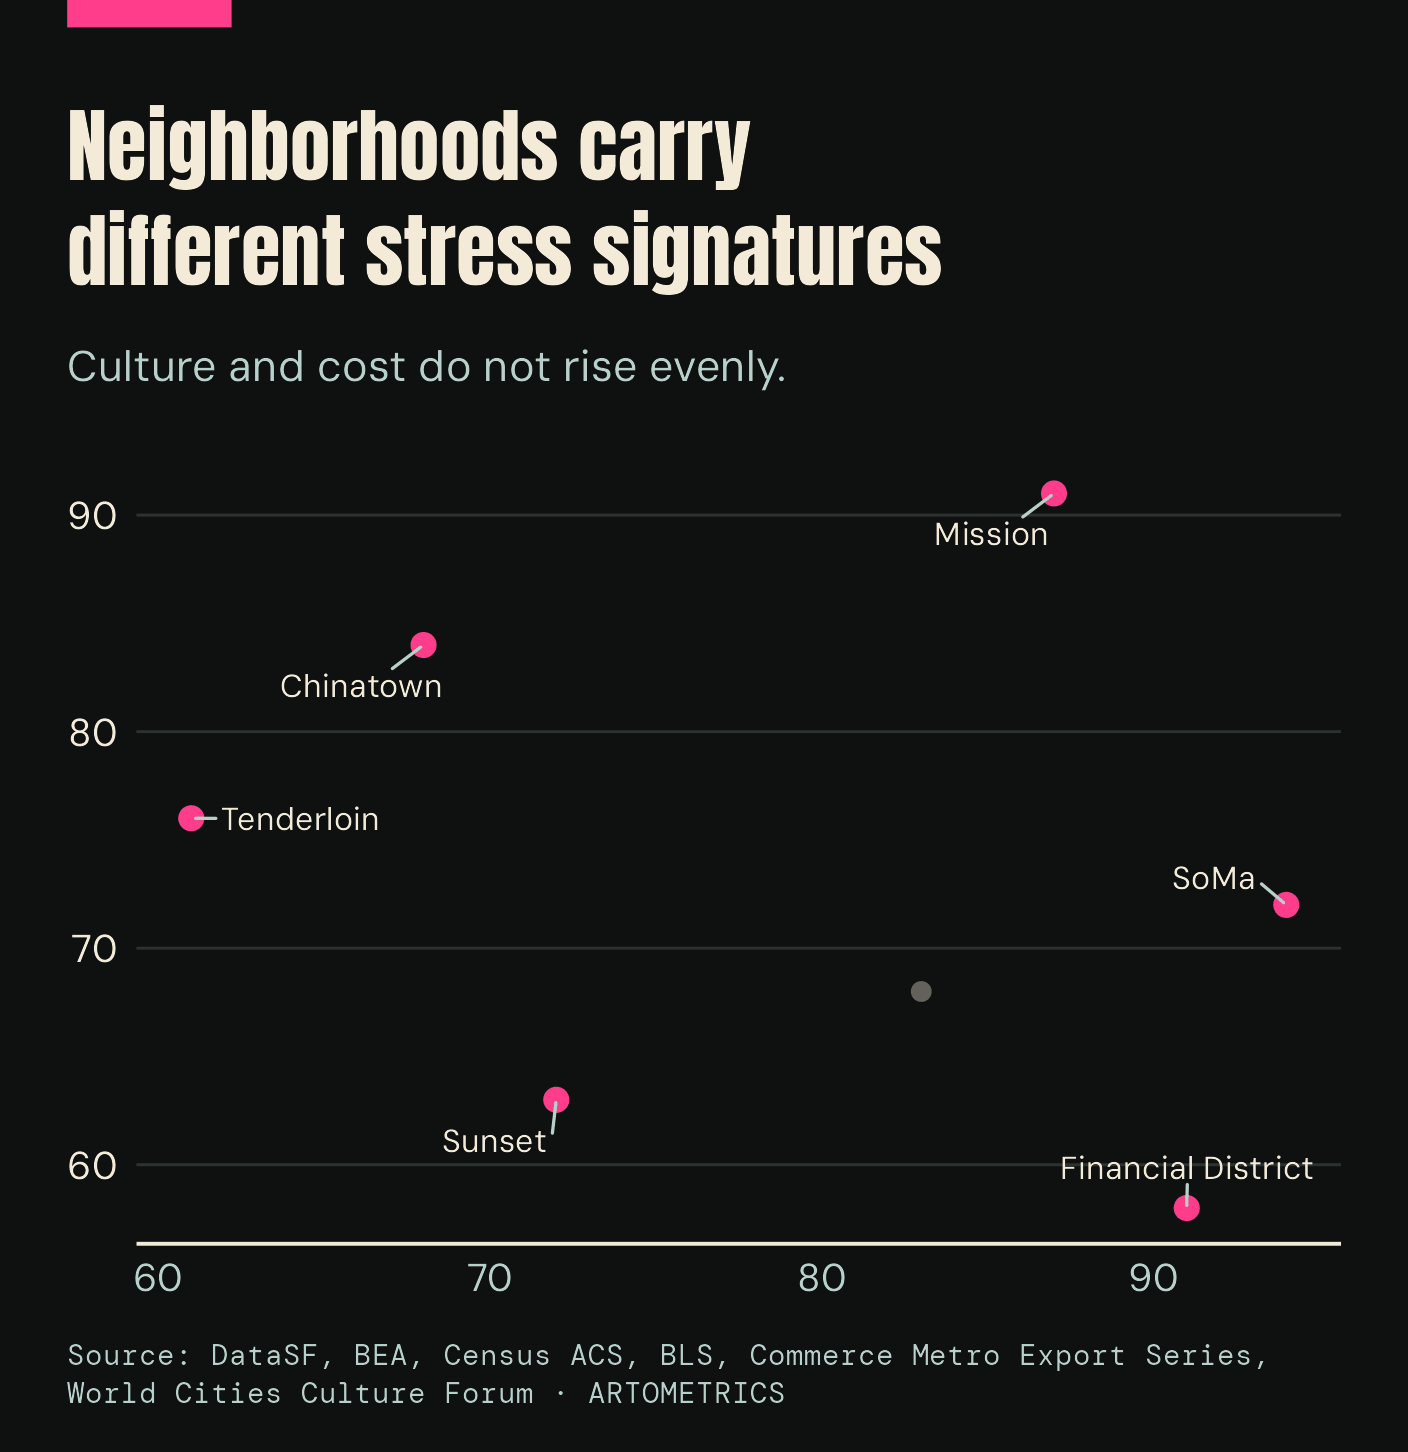 Neighborhoods carry
different stress signatures
Culture and cost do not rise evenly.
90
Mission
Chinatown
80
Tenderloin
SoMa
70
Sunset
60
Financial District
60 70 80 90
Source: DataSF, BEA, Census ACS, BLS, Commerce Metro Export Series,
World Cities Culture Forum · ARTOMETRICS